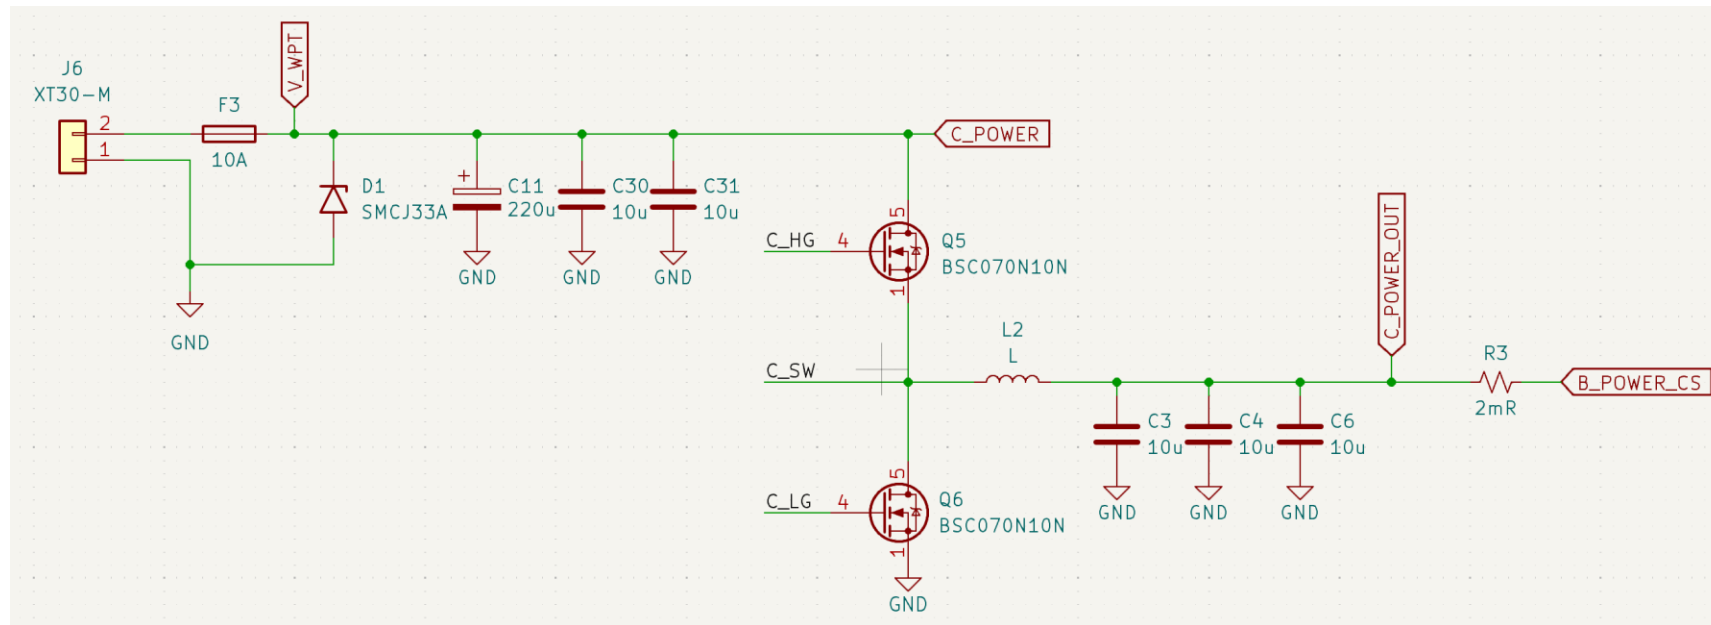 J6
XT30-M
2
1
F3
10A
V_WPT
GND
D1
SMCJ33A
+
C11
220u
GND
C30
10u
GND
C31
10u
GND
C_POWER
C_HG
4
5
1
Q5
BSC070N10N
C_SW
L2
L
C_LG
4
5
1
Q6
BSC070N10N
GND
C3
10u
GND
C4
10u
GND
C6
10u
GND
C_POWER_OUT
R3
2mR
B_POWER_CS